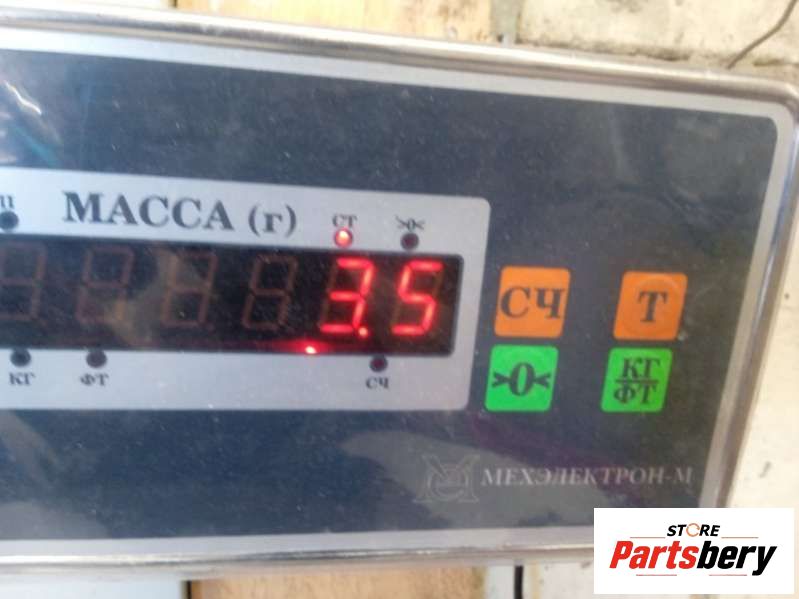 П
МАССА (г)
СТ
>0<
3.5
КГ
ФТ
СЧ
СЧ
Т
>0<
КГ
ФТ
МЕХЭЛЕКТРОН-М
STORE
Partsbery